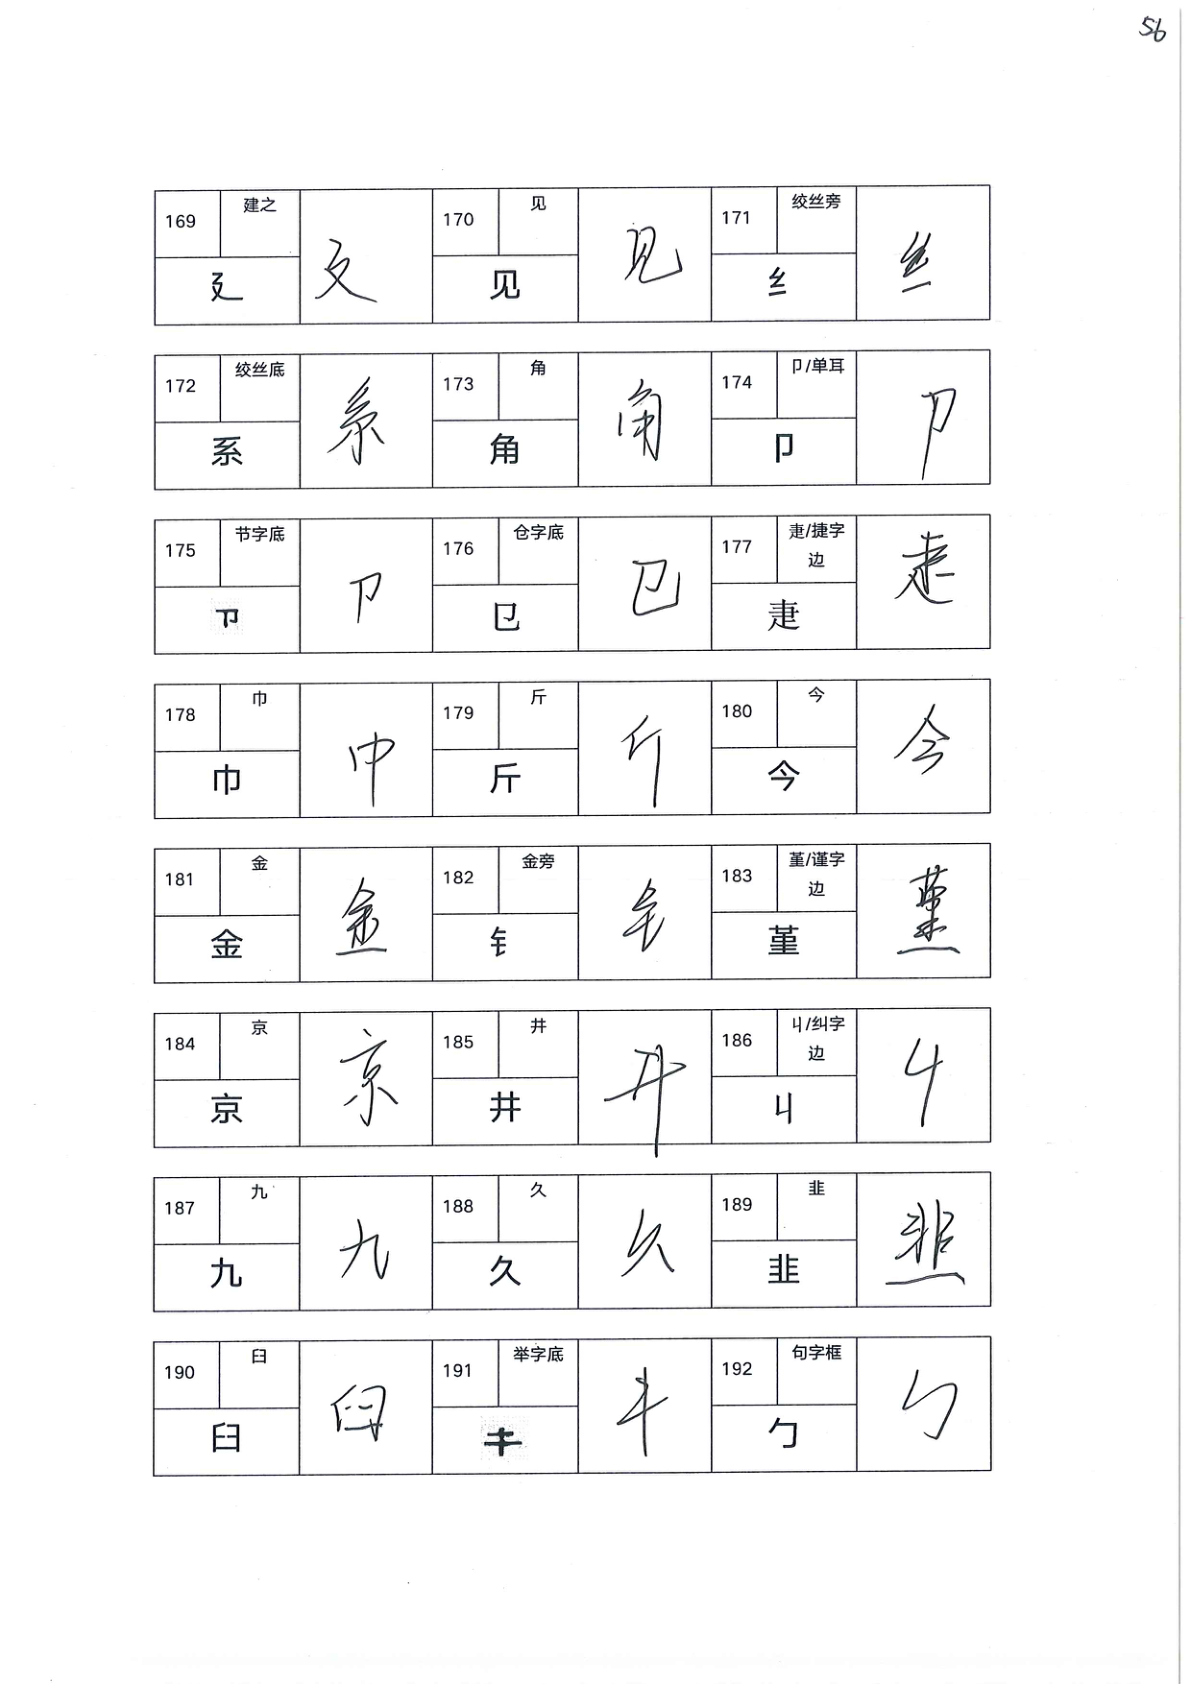 56
169 建之 廴 廴 170 见 见 见 171 绞丝旁 纟 纟
172 绞丝底 系 系 173 角 角 角 174 卩/单耳 卩 卩
175 节字底 卩 卩 176 仓字底 㔾 㔾 177 疌/捷字边 疌 疌
178 巾 巾 巾 179 斤 斤 斤 180 今 今 今
181 金 金 金 182 金旁 钅 钅 183 堇/谨字边 堇 堇
184 京 京 京 185 井 井 井 186 丩/纠字边 丩 丩
187 九 九 九 188 久 久 久 189 韭 韭 韭
190 臼 臼 臼 191 举字底 192 句字框 勹 勹